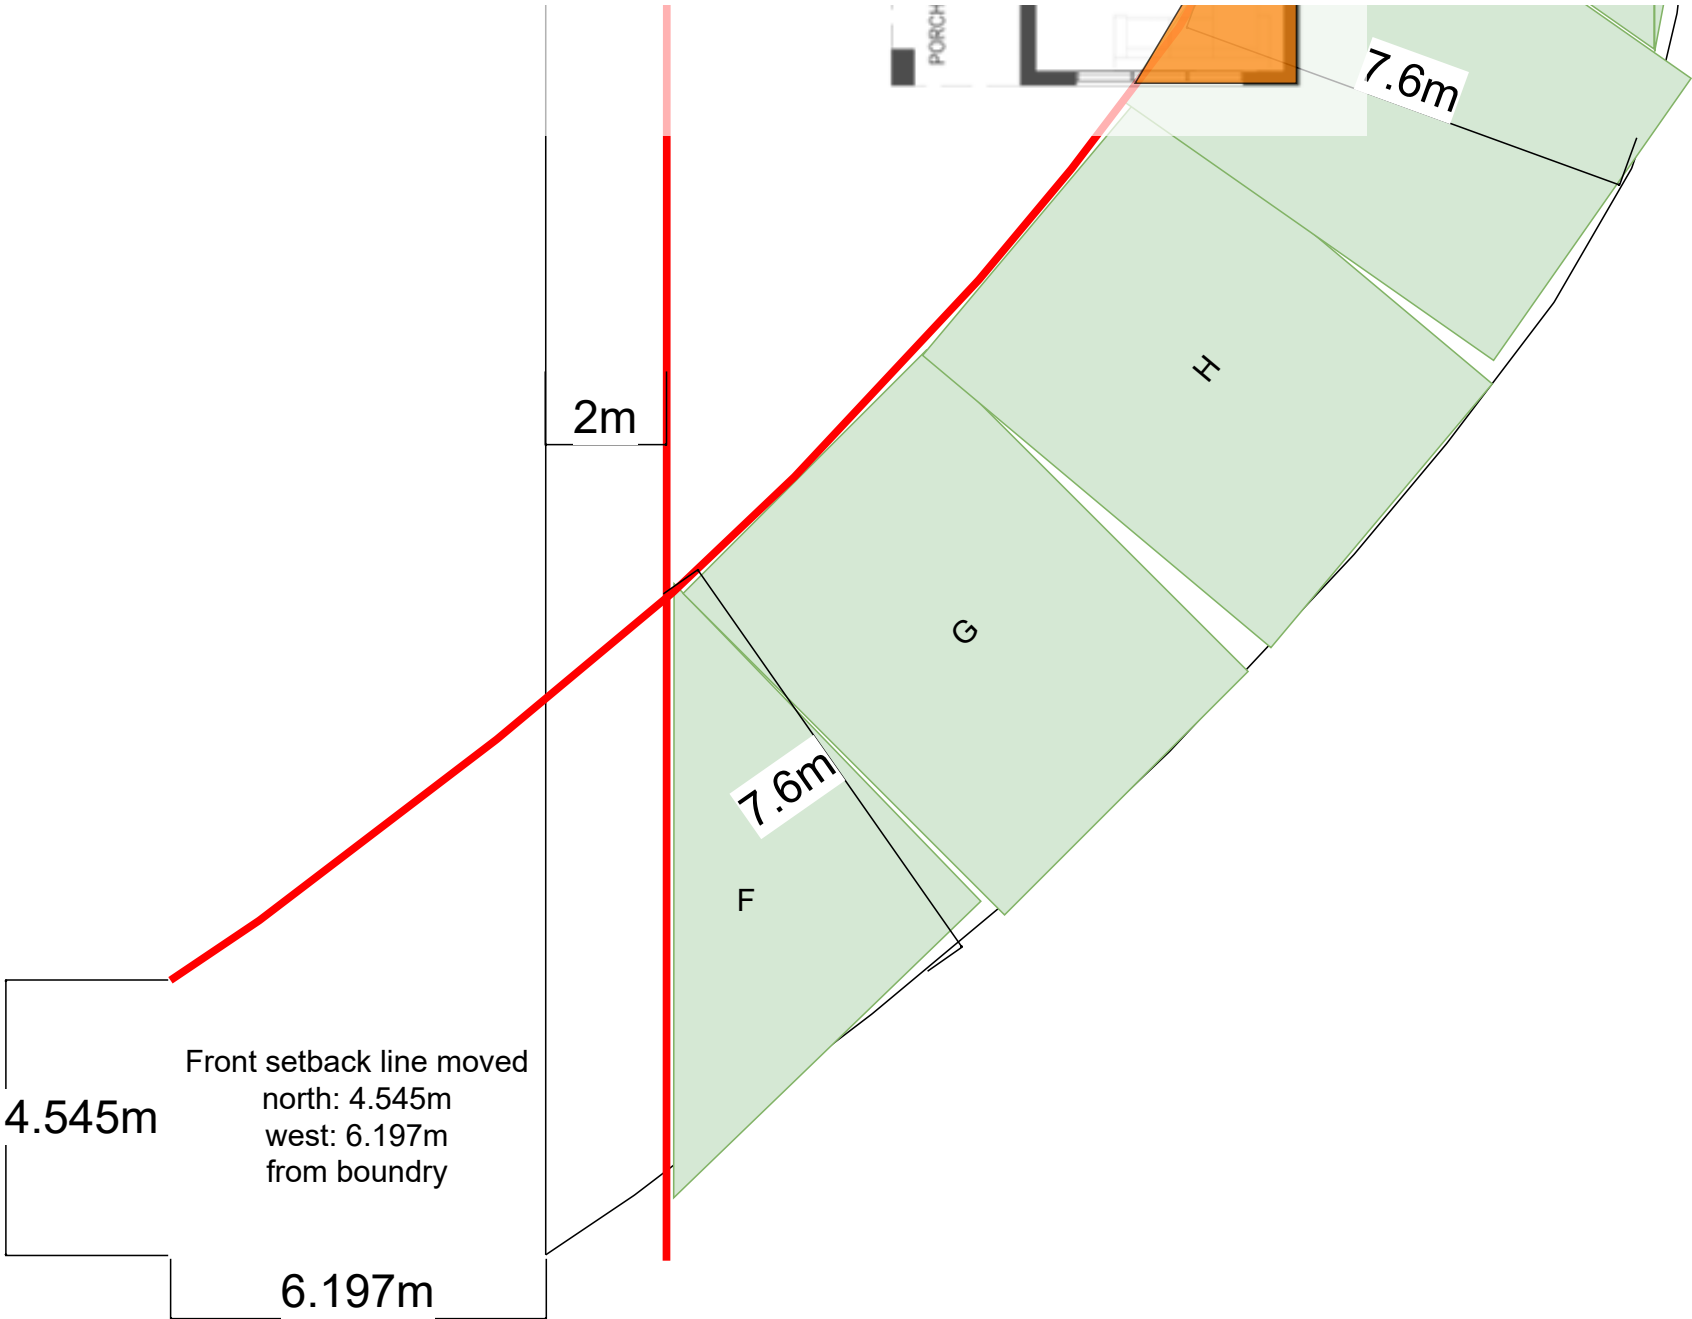 PORCH
7.6m
H
2m
G
7.6m
F
Front setback line moved
north: 4.545m
west: 6.197m
from boundry
4.545m
6.197m